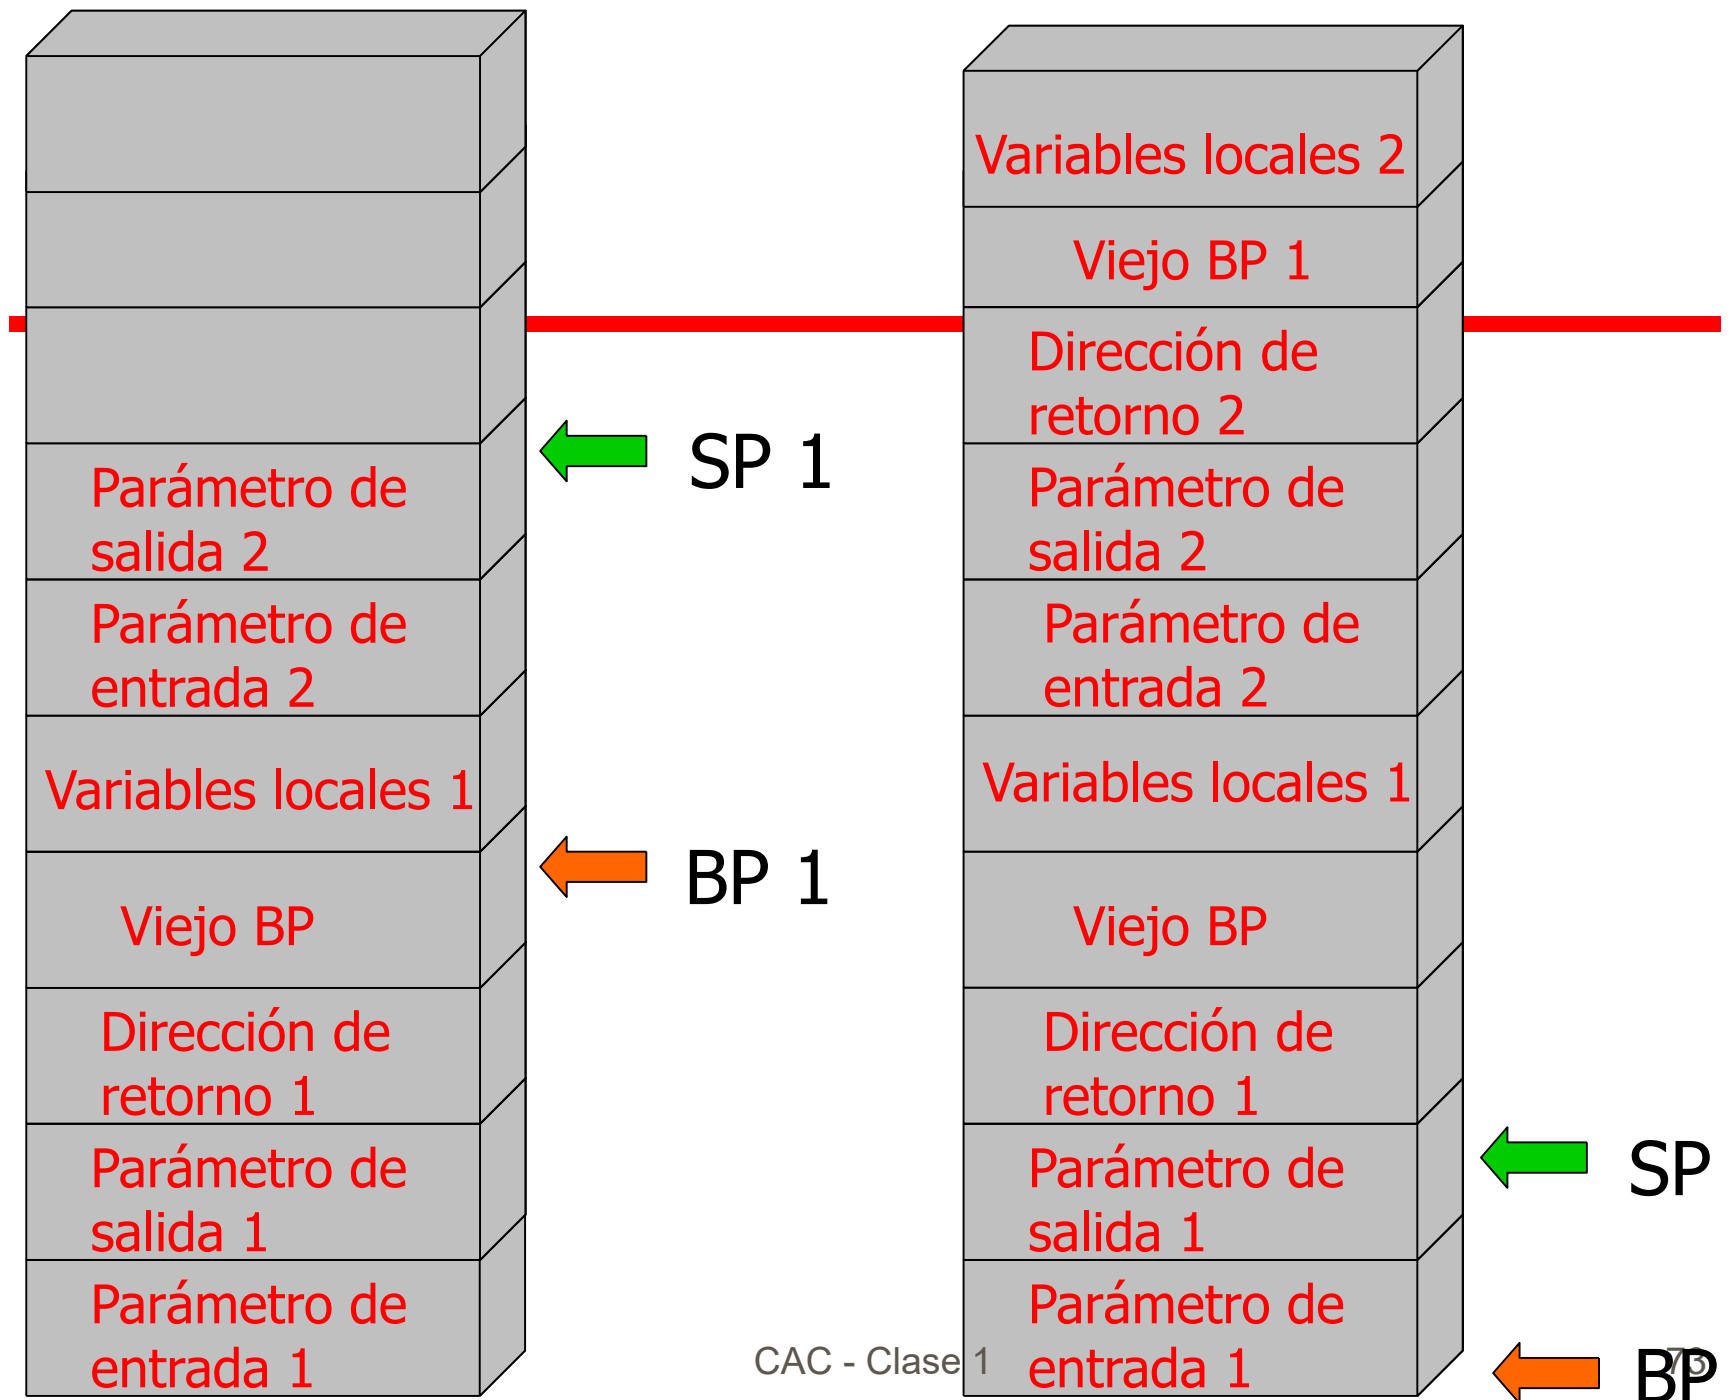 Parámetro de
salida 2
Parámetro de
entrada 2
Variables locales 1
Viejo BP
Dirección de
retorno 1
Parámetro de
salida 1
Parámetro de
entrada 1
SP 1
BP 1
Variables locales 2
Viejo BP 1
Dirección de
retorno 2
Parámetro de
salida 2
Parámetro de
entrada 2
Variables locales 1
Viejo BP
Dirección de
retorno 1
Parámetro de
salida 1
Parámetro de
entrada 1
SP
BP
CAC - Clase 1
73